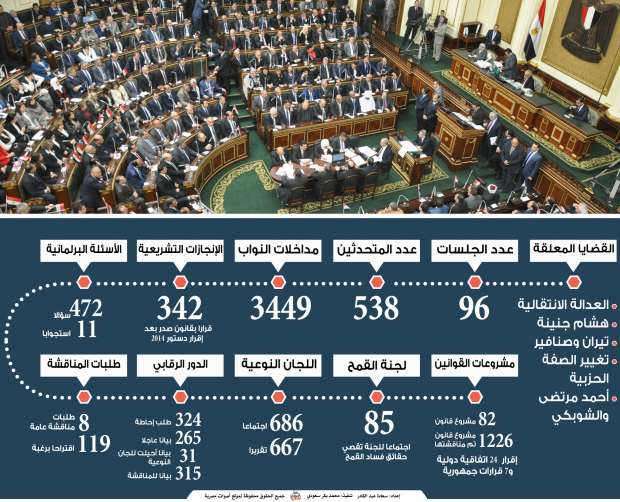 القضايا المعلقة
العدالة الانتقالية
هشام جنينة
تيران وصنافير
تغيير الصفة
الحزبية
أحمد مرتضى
والشوبكي
عدد الجلسات
96
عدد المتحدثين
538
مداخلات النواب
3449
الإنجازات التشريعية
342
قرارا بقانون صدر بعد
إقرار دستور 2014
الأسئلة البرلمانية
472 سؤالا
11 استجوابا
مشروعات القوانين
82 مشروع قانون
1226 مشروع قانون
تم مناقشتها
إقرار 24 اتفاقية دولية
و7 قرارات جمهورية
لجنة القمح
85
اجتماعا للجنة تقصي
حقائق فساد القمح
اللجان النوعية
686 اجتماعا
667 تقريرا
الدور الرقابي
324 طلب إحاطة
265 بيانا عاجلا
31 بيانا أحيلت للجان
النوعية
315 بيانا للمناقشة
طلبات المناقشة
8 طلبات
مناقشة عامة
119 اقتراحا برغبة
إعداد: سعادة عبد القادر تنفيذ: محمد بكر سعودي جميع الحقوق محفوظة لموقع أصوات مصرية